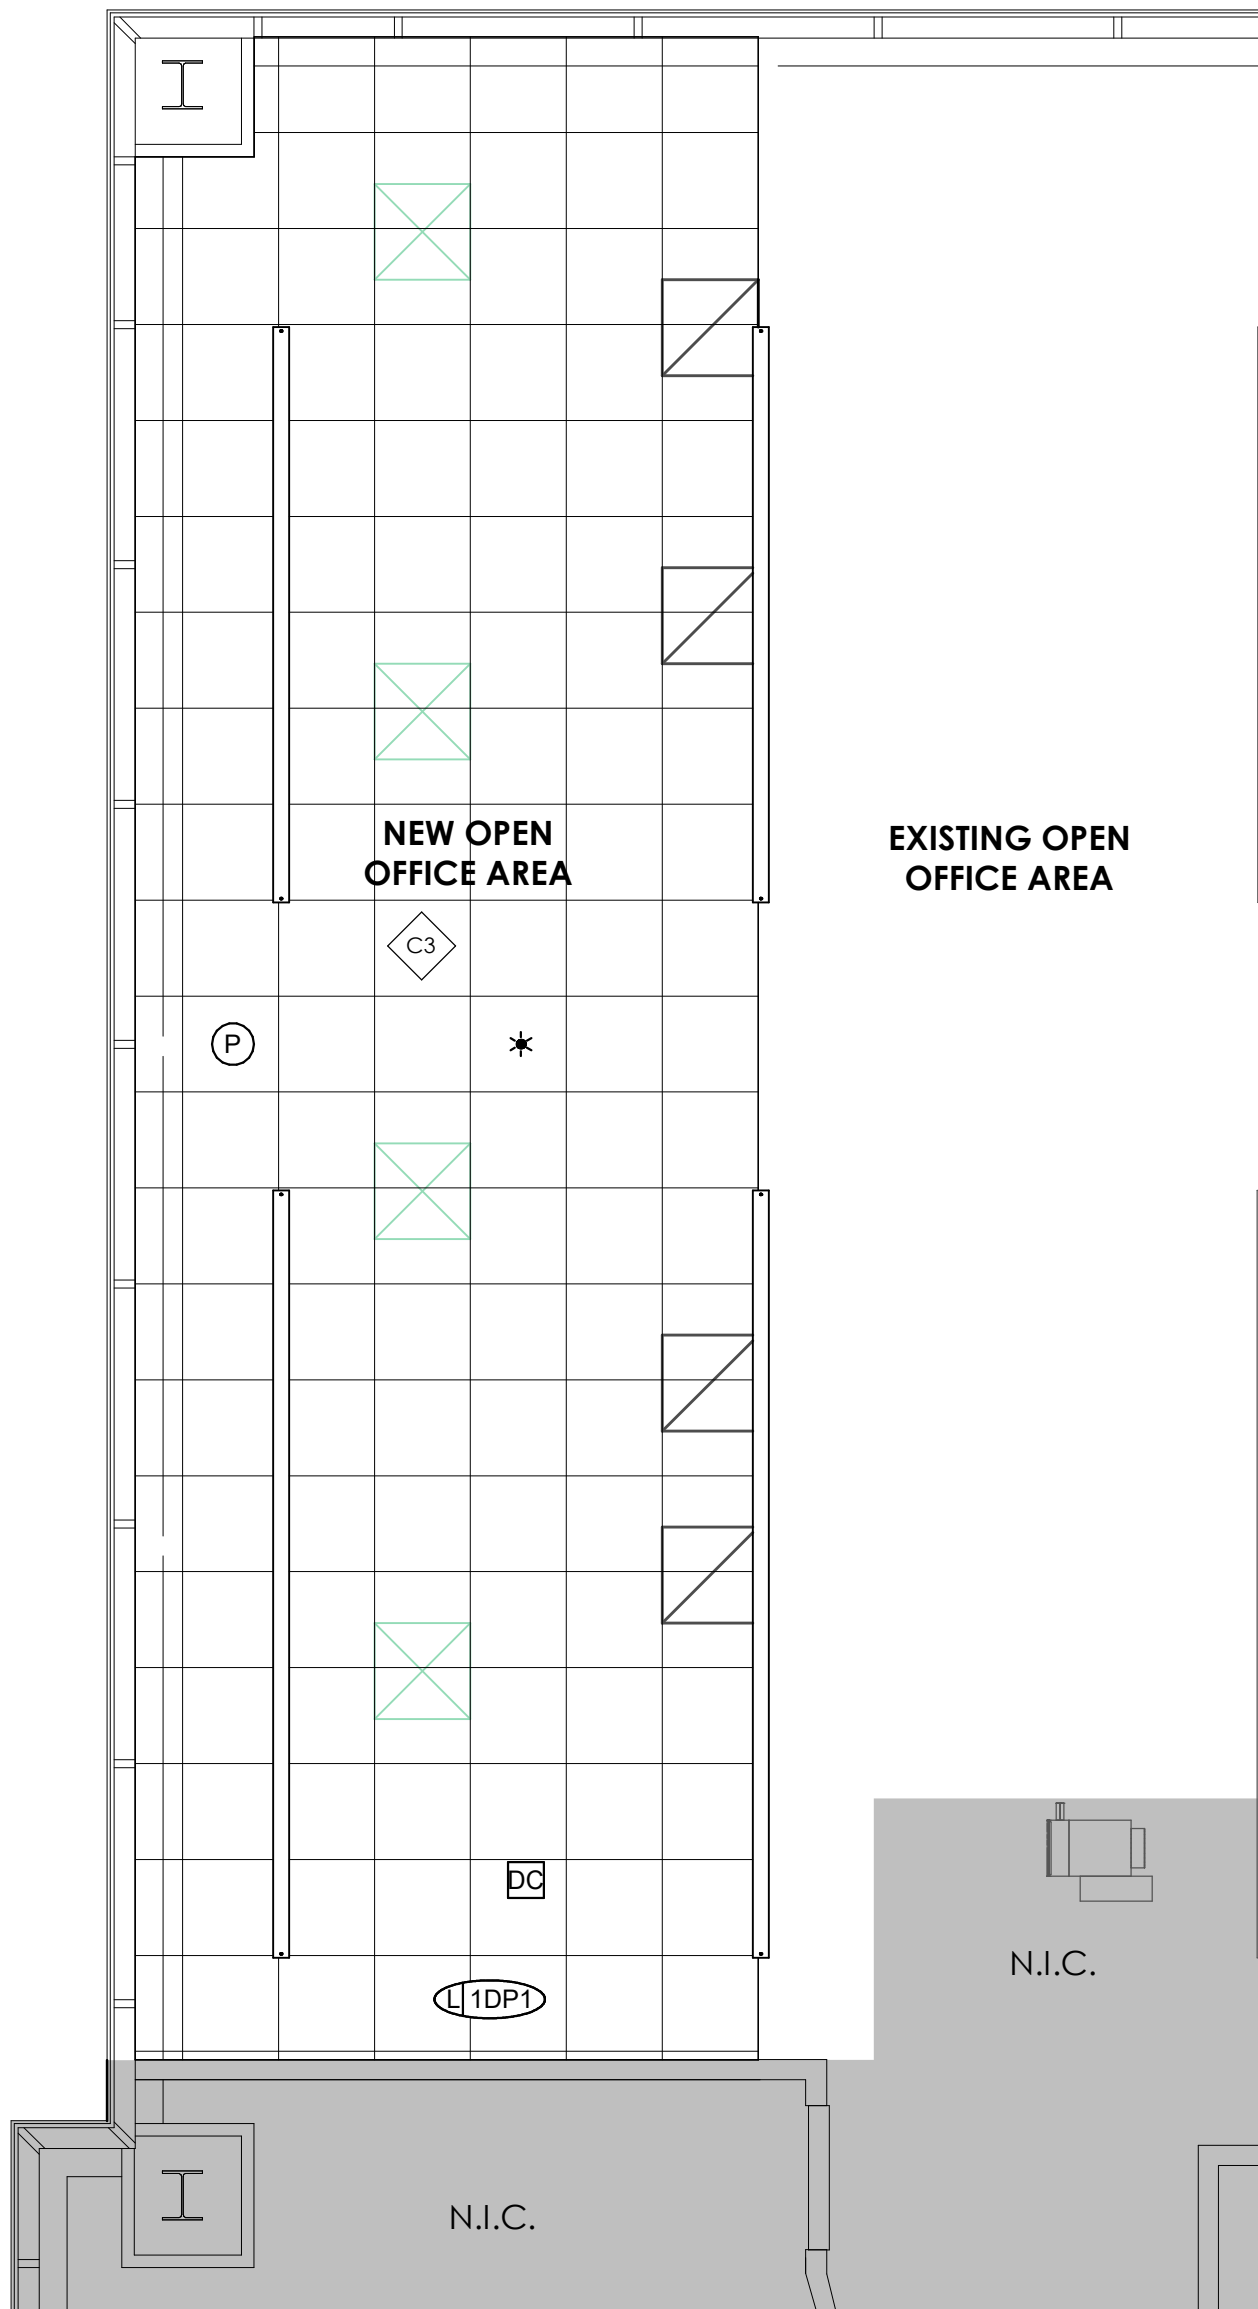 NEW OPEN
OFFICE AREA
EXISTING OPEN
OFFICE AREA
C3
P
DC
N.I.C.
L 1DP1
N.I.C.